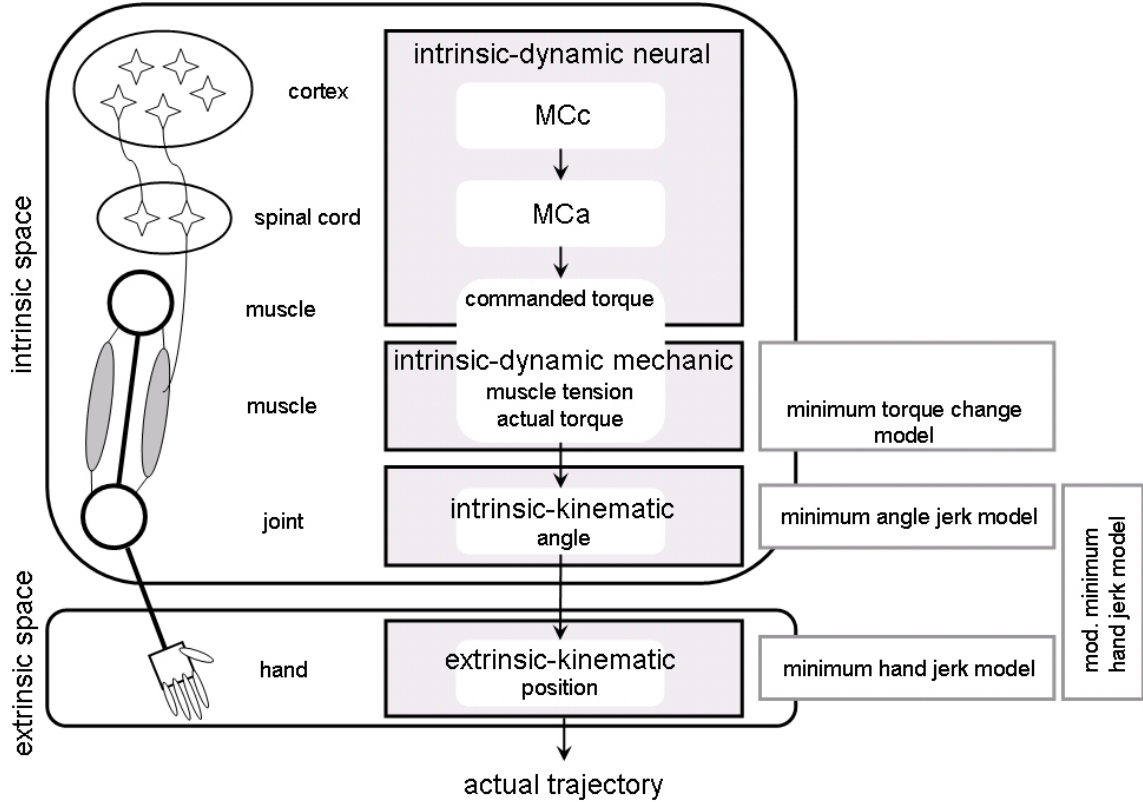 intrinsic space
extrinsic space
cortex
spinal cord
muscle
muscle
joint
hand
intrinsic-dynamic neural
MCc
MCa
commanded torque
intrinsic-dynamic mechanic
muscle tension
actual torque
intrinsic-kinematic
angle
extrinsic-kinematic
position
actual trajectory
minimum torque change
model
minimum angle jerk model
minimum hand jerk model
mod. minimum
hand jerk model